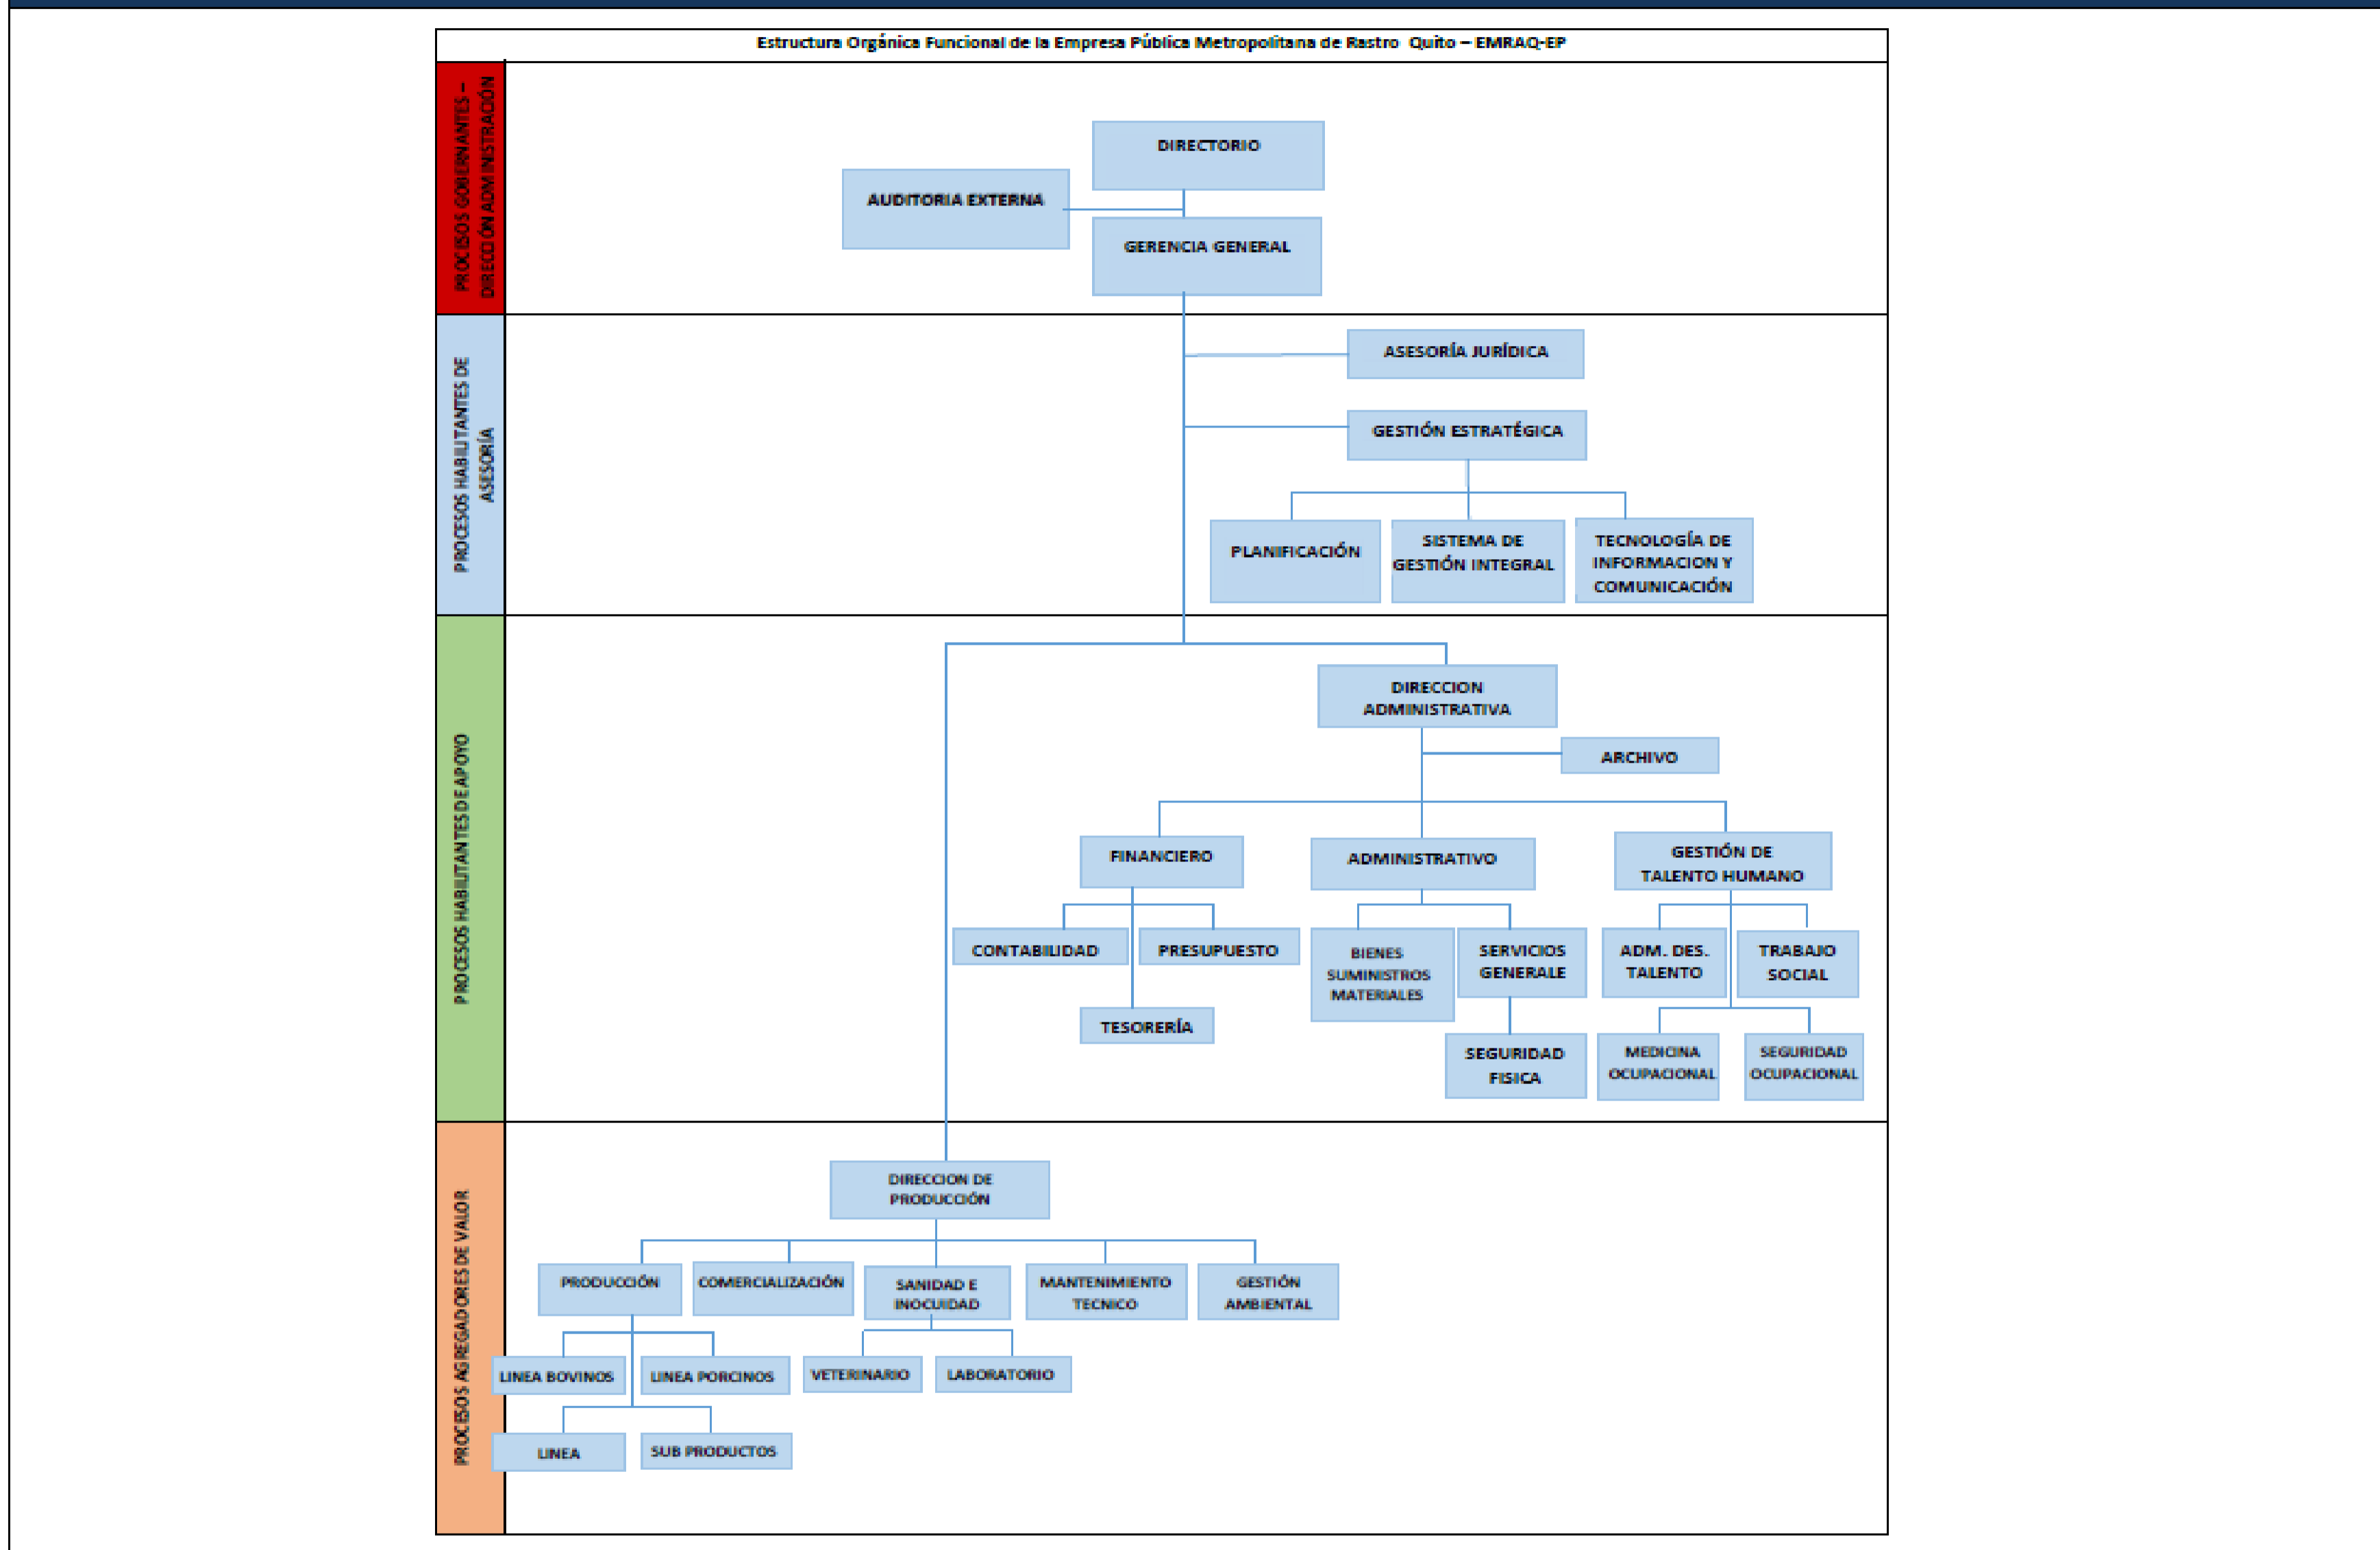 Estructura Orgánica Funcional de la Empresa Pública Metropolitana de Rastro Quito – EMRAQ-EP
PROCESOS GOBERNANTES –
DIRECCIÓN ADMINISTRACIÓN
DIRECTORIO
AUDITORIA EXTERNA
GERENCIA GENERAL
PROCESOS HABILITANTES DE
ASESORÍA
ASESORÍA JURÍDICA
GESTIÓN ESTRATÉGICA
PLANIFICACIÓN
SISTEMA DE
GESTIÓN INTEGRAL
TECNOLOGÍA DE
INFORMACION Y
COMUNICACIÓN
PROCESOS HABILITANTES DE APOYO
DIRECCION
ADMINISTRATIVA
ARCHIVO
FINANCIERO
ADMINISTRATIVO
GESTIÓN DE
TALENTO HUMANO
CONTABILIDAD
PRESUPUESTO
BIENES
SUMINISTROS
MATERIALES
SERVICIOS
GENERALE
ADM. DES.
TALENTO
TRABAJO
SOCIAL
TESORERÍA
SEGURIDAD
FISICA
MEDICINA
OCUPACIONAL
SEGURIDAD
OCUPACIONAL
PROCESOS AGREGADORES DE VALOR
DIRECCION DE
PRODUCCIÓN
PRODUCCIÓN
COMERCIALIZACIÓN
SANIDAD E
INOCUIDAD
MANTENIMIENTO
TECNICO
GESTIÓN
AMBIENTAL
LINEA BOVINOS
LINEA PORCINOS
VETERINARIO
LABORATORIO
LINEA
SUB PRODUCTOS